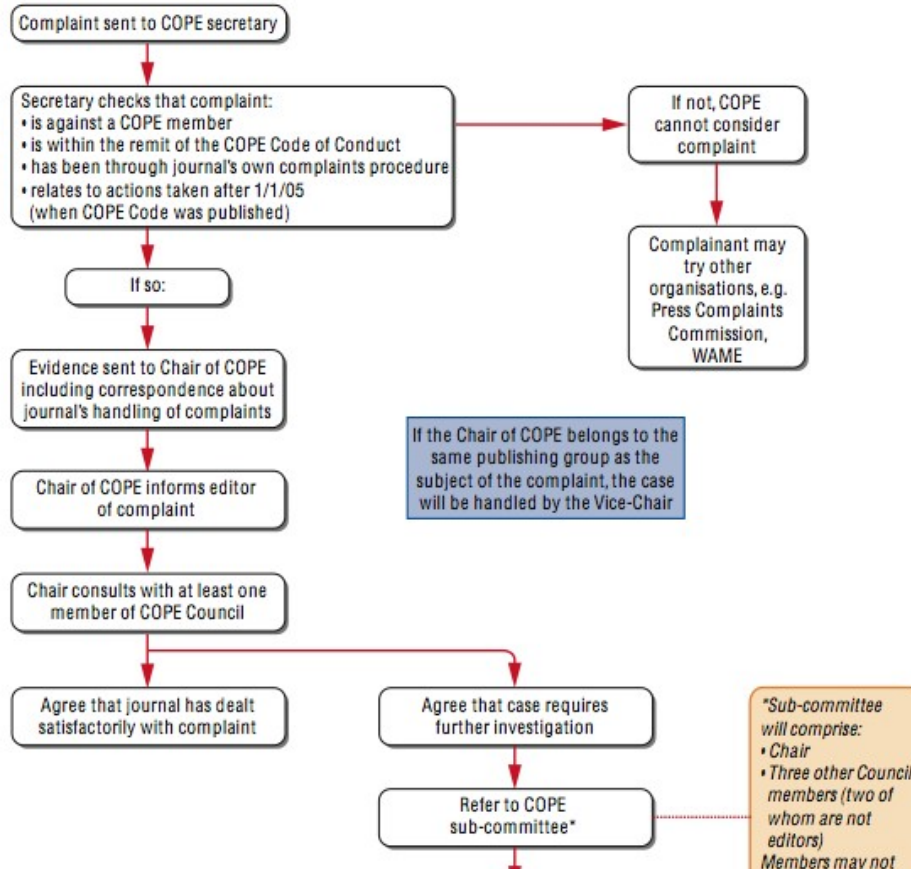 Complaint sent to COPE secretary
Secretary checks that complaint:
• is against a COPE member
• is within the remit of the COPE Code of Conduct
• has been through journal's own complaints procedure
• relates to actions taken after 1/1/05
(when COPE Code was published)
If not, COPE
cannot consider
complaint
Complainant may
try other
organisations, e.g.
Press Complaints
Commission,
WAME
If so:
Evidence sent to Chair of COPE
including correspondence about
journal's handling of complaints
If the Chair of COPE belongs to the
same publishing group as the
subject of the complaint, the case
will be handled by the Vice-Chair
Chair of COPE informs editor
of complaint
Chair consults with at least one
member of COPE Council
Agree that journal has dealt
satisfactorily with complaint
Agree that case requires
further investigation
Refer to COPE
sub-committee*
*Sub-committee
will comprise:
• Chair
• Three other Council
members (two of
whom are not
editors)
Members may not